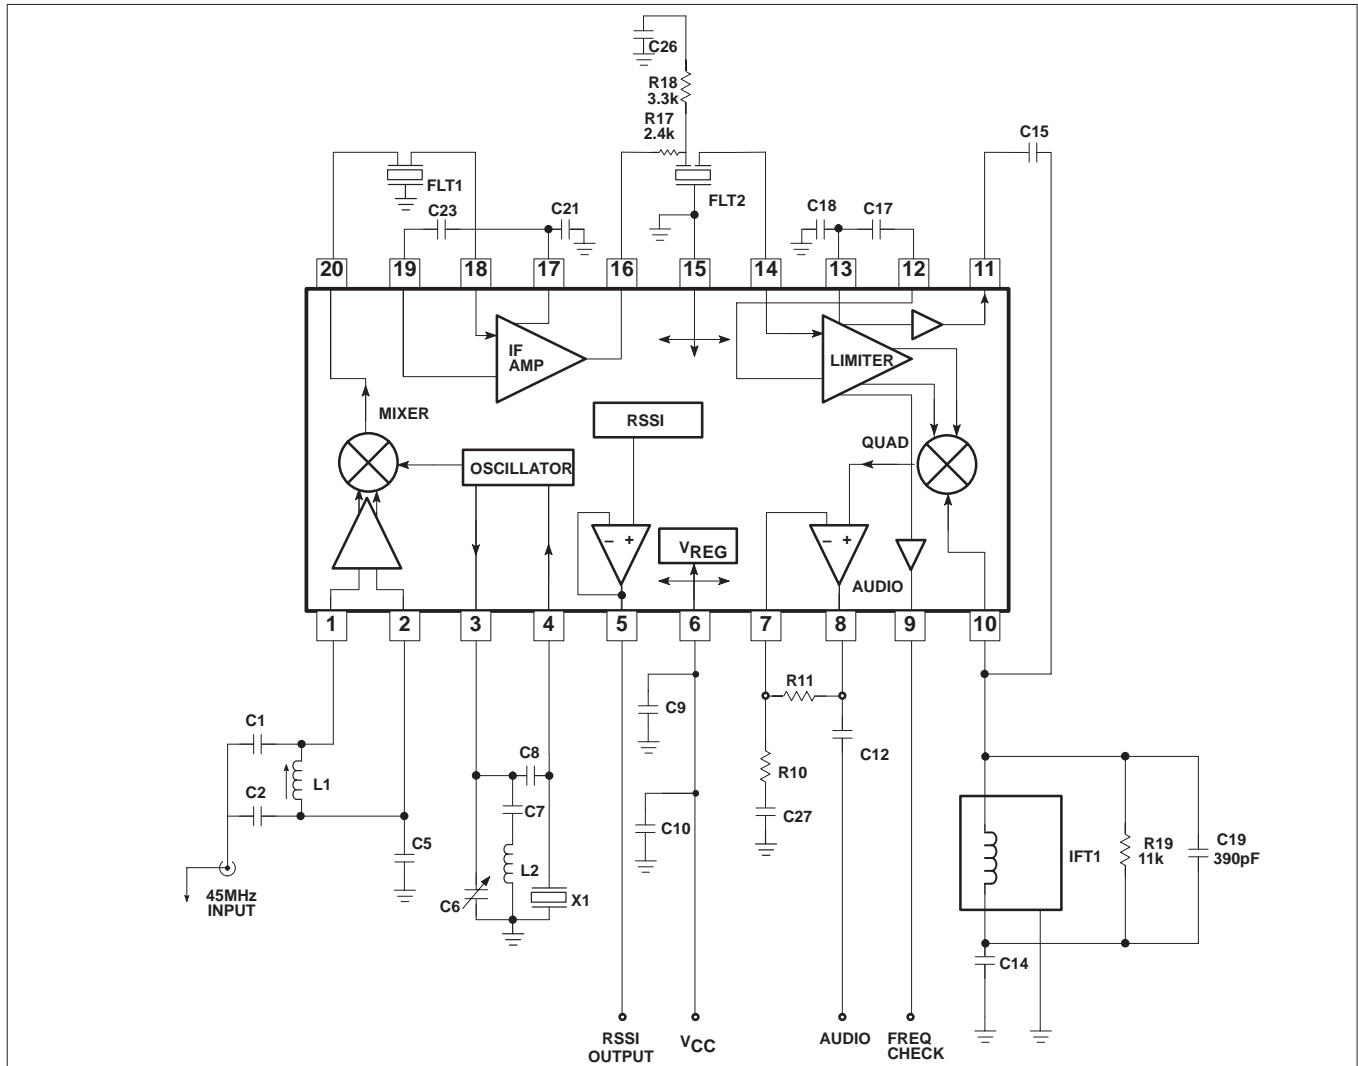 C26
R18
3.3k
R17
2.4k
C15
FLT1
FLT2
C23
C21
C18
C17
20
19
18
17
16
15
14
13
12
11
IF
AMP
LIMITER
MIXER
RSSI
QUAD
OSCILLATOR
– +
VREG
– +
AUDIO
1
2
3
4
5
6
7
8
9
10
R11
C1
C9
C12
C8
L1
R10
C2
C7
C27
C10
C5
L2
IFT1
R19
11k
C19
390pF
C6
X1
45MHz
INPUT
C14
RSSI
OUTPUT
VCC
AUDIO
FREQ
CHECK